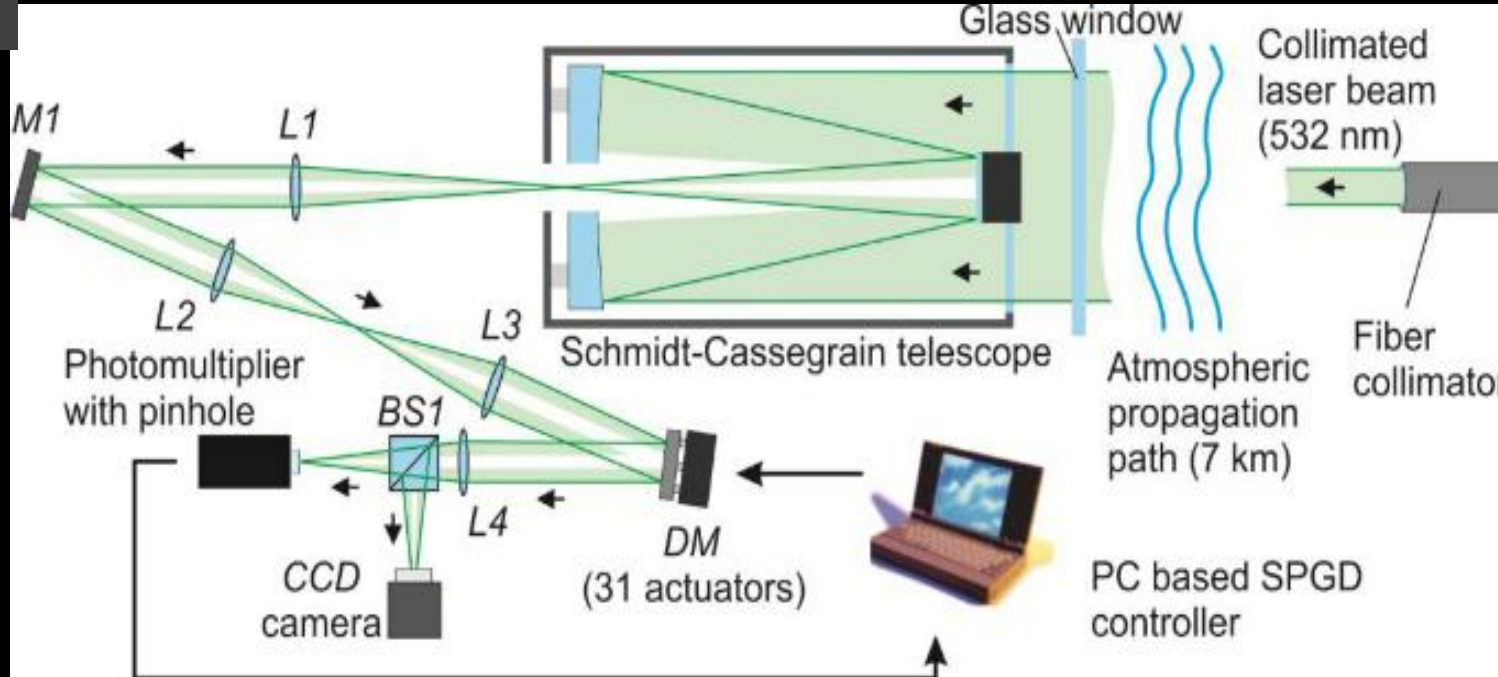 Glass window
Collimated
laser beam
(532 nm)
M1
L1
L2
L3
Schmidt-Cassegrain telescope
Atmospheric
propagation
path (7 km)
Fiber
collimator
Photomultiplier
with pinhole
BS1
L4
DM
(31 actuators)
CCD
camera
PC based SPGD
controller